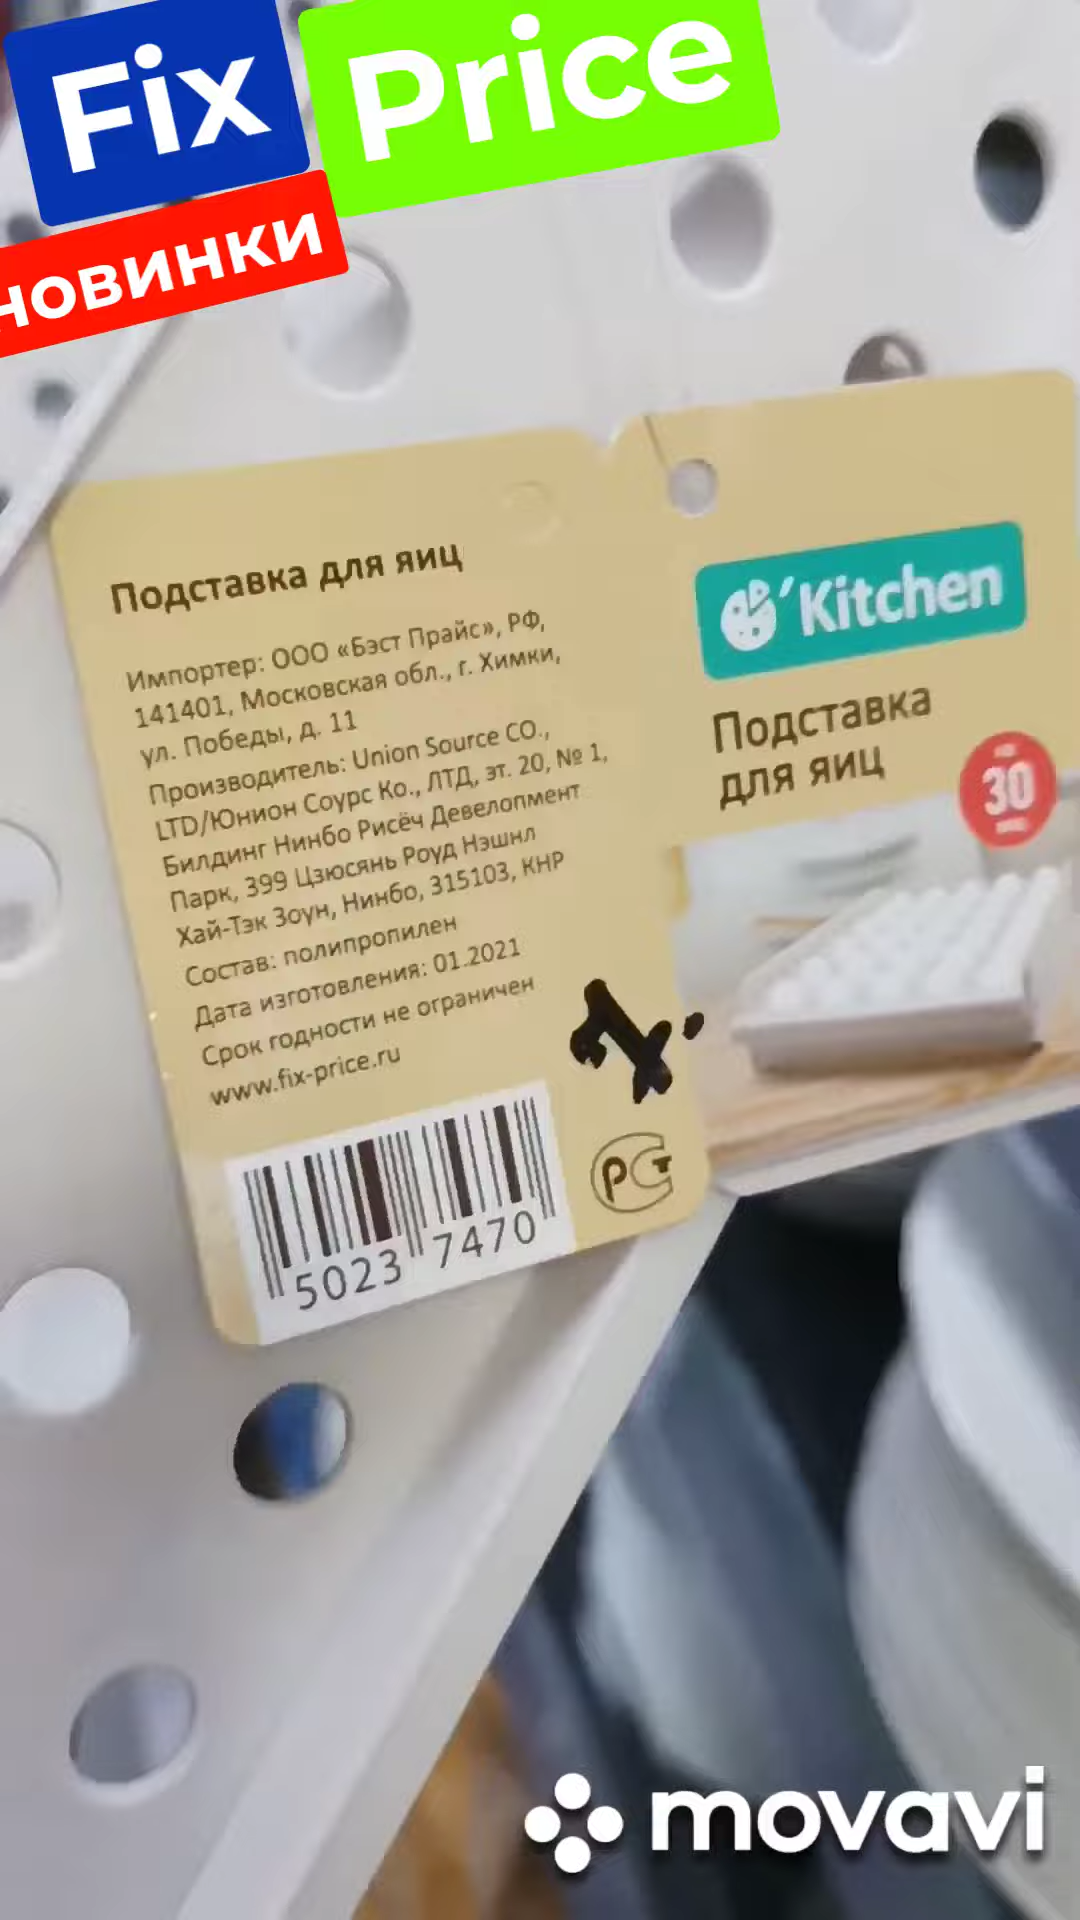 Fix Price
новинки
Подставка для яиц
Импортер: ООО «Бэст Прайс», РФ,
141401, Московская обл., г. Химки,
ул. Победы, д. 11
Производитель: Union Source CO.,
LTD/Юнион Соурс Ко., ЛТД, эт. 20, № 1,
Билдинг Нинбо Рисёч Девелопмент
Парк, 399 Цзюсянь Роуд Нэшнл
Хай-Тэк Зоун, Нинбо, 315103, КНР
Состав: полипропилен
Дата изготовления: 01.2021
Срок годности не ограничен
www.fix-price.ru
5023 7470
РСТ
'Kitchen
Подставка
для яиц
30
movavi